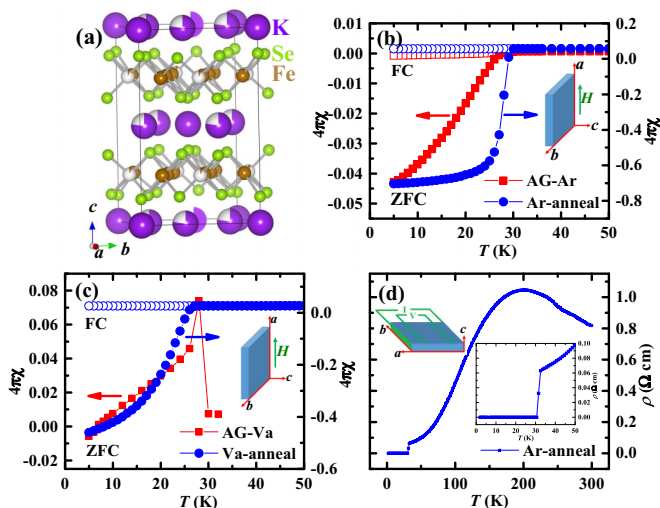 (a)
K
Se
Fe
c
a
b
(b)
0.01
0.00
-0.01
-0.02
-0.03
-0.04
-0.05
4πχ
FC
ZFC
AG-Ar
Ar-anneal
a
H
c
b
0.2
0.0
-0.2
-0.4
-0.6
-0.8
4πχ
0 10 20 30 40 50
T (K)
(c)
0.08
0.06
0.04
0.02
0.00
4πχ
FC
ZFC
AG-Va
Va-anneal
a
H
c
b
0.0
-0.2
-0.4
-0.6
4πχ
0 5 10 15 20 25 30 35 40 45 50
T (K)
(d)
I
V
b
c
a
1.0
0.8
0.6
0.4
0.2
0.0
ρ (Ω cm)
0.10
0.08
0.06
0.04
0.02
0.00
ρ (Ω cm)
0 10 20 30 40 50
T (K)
Ar-anneal
0 100 200 300
T (K)